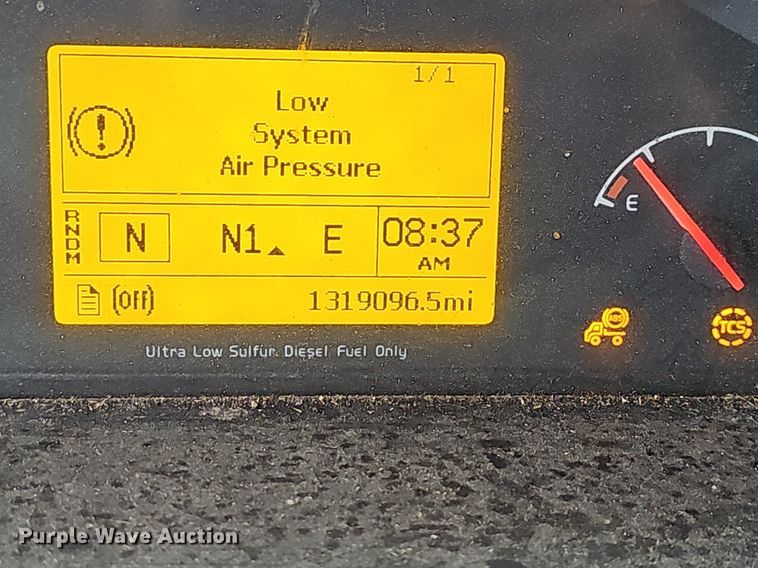 1/1
Low
System
Air Pressure
RNDM
N N1 E 08:37
AM
(Off) 1319096.5mi
E
ABS
TCS
Ultra Low Sulfur Diesel Fuel Only
Purple Wave Auction